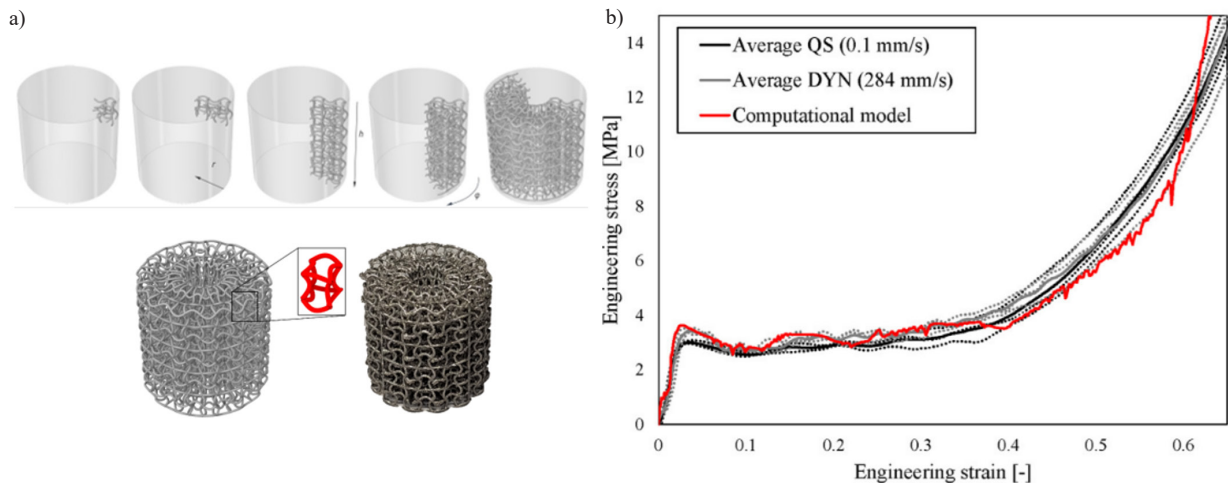 a)
r
h
φ
b)
Engineering stress [MPa]
14
12
10
8
6
4
2
0
Average QS (0.1 mm/s)
Average DYN (284 mm/s)
Computational model
0
0.1
0.2
0.3
0.4
0.5
0.6
Engineering strain [-]